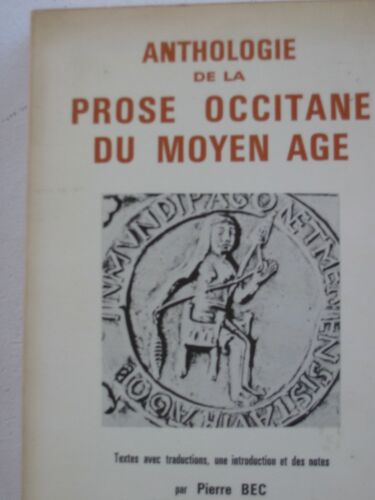 ANTHOLOGIE
DE LA
PROSE OCCITANE
DU MOYEN AGE
Textes avec traductions, une introduction et des notes
par Pierre BEC